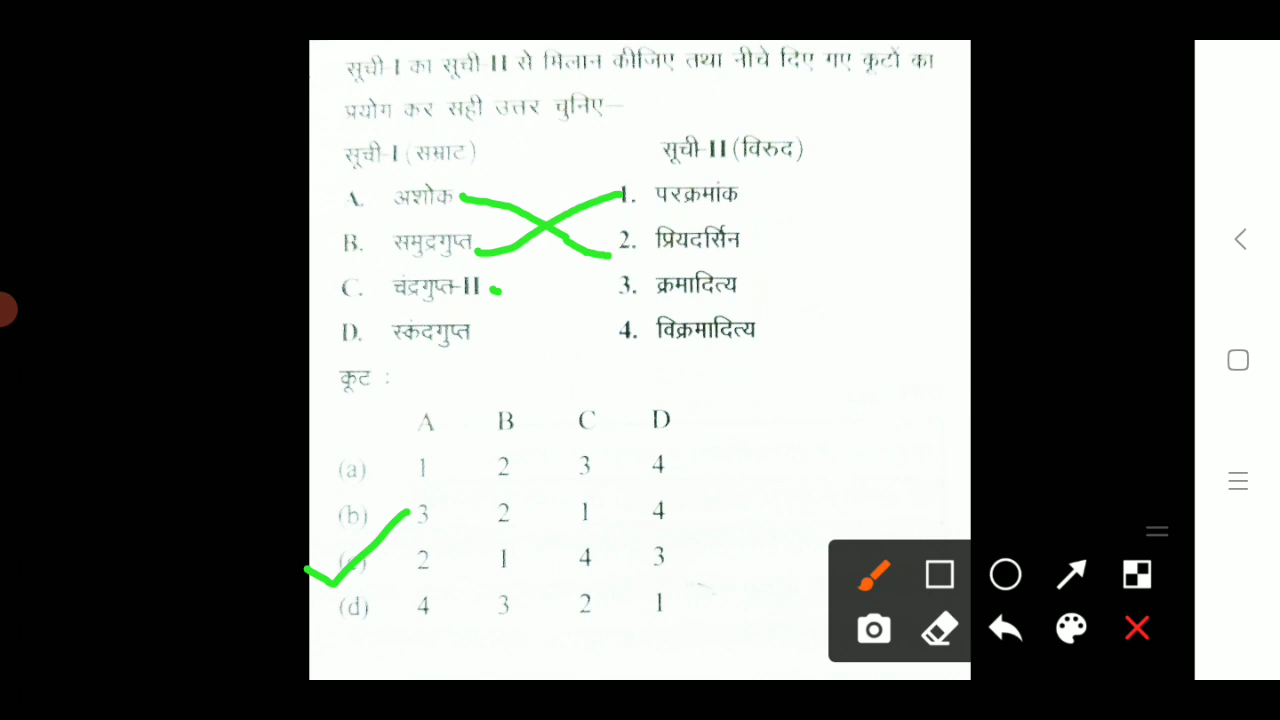 सूची-I का सूची-II से मिलान कीजिए तथा नीचे दिए गए कूटों का
प्रयोग कर सही उत्तर चुनिए—
सूची-I (सम्राट) सूची-II (विरुद)
A. अशोक 1. परक्रमांक
B. समुद्रगुप्त 2. प्रियदर्सिन
C. चंद्रगुप्त-II 3. क्रमादित्य
D. स्कंदगुप्त 4. विक्रमादित्य
कूट :
A B C D
(a) 1 2 3 4
(b) 3 2 1 4
(c) 2 1 4 3
(d) 4 3 2 1